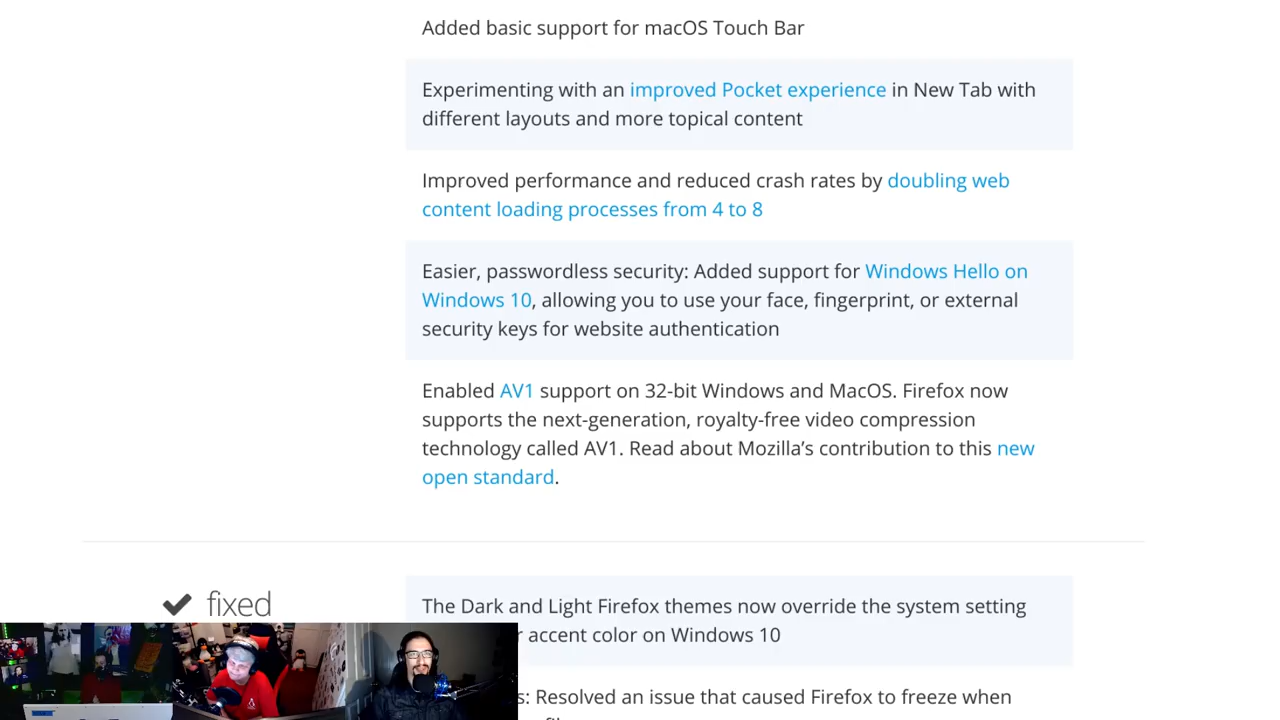 Added basic support for macOS Touch Bar
Experimenting with an improved Pocket experience in New Tab with
different layouts and more topical content
Improved performance and reduced crash rates by doubling web
content loading processes from 4 to 8
Easier, passwordless security: Added support for Windows Hello on
Windows 10, allowing you to use your face, fingerprint, or external
security keys for website authentication
Enabled AV1 support on 32-bit Windows and MacOS. Firefox now
supports the next-generation, royalty-free video compression
technology called AV1. Read about Mozilla’s contribution to this new
open standard.
fixed
The Dark and Light Firefox themes now override the system setting
accent color on Windows 10
Resolved an issue that caused Firefox to freeze when